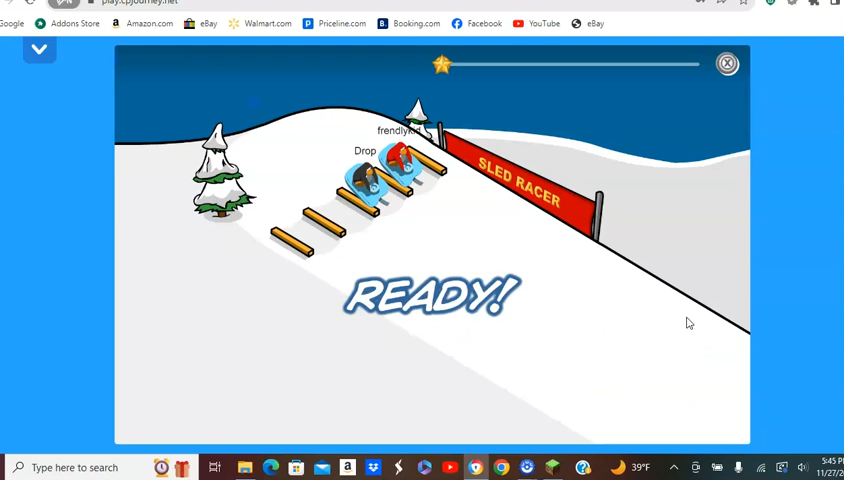 play.cpjourney.net
Google Addons Store Amazon.com eBay Walmart.com Priceline.com Booking.com Facebook YouTube eBay
frendlykid
Drop
SLED RACER
READY!
Type here to search
39°F
5:45 PM
11/27/20